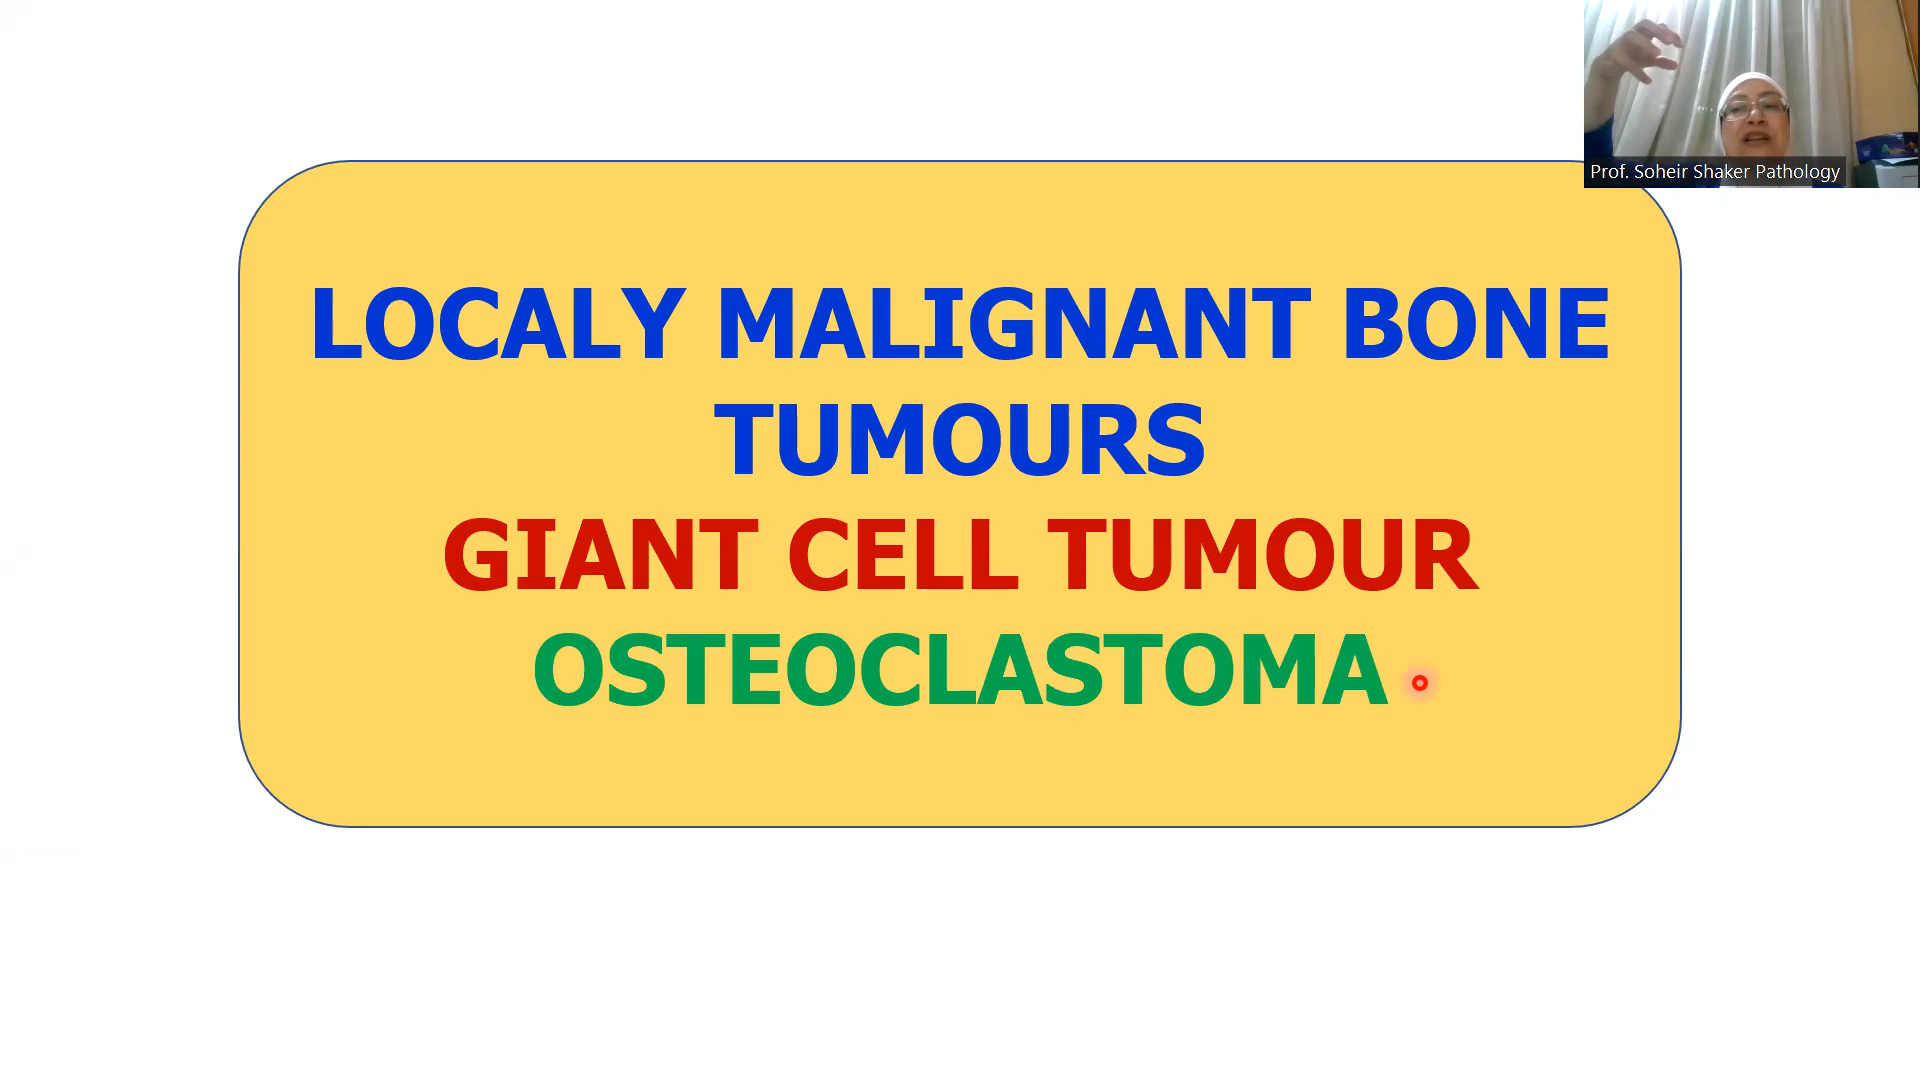 Prof. Soheir Shaker Pathology
LOCALY MALIGNANT BONE
TUMOURS
GIANT CELL TUMOUR
OSTEOCLASTOMA